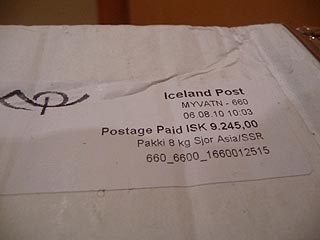 Iceland Post
MYVATN - 660
06.08.10 10:03
Postage Paid ISK 9.245,00
Pakki 8 kg Sjor Asia/SSR
660_6600_1660012515